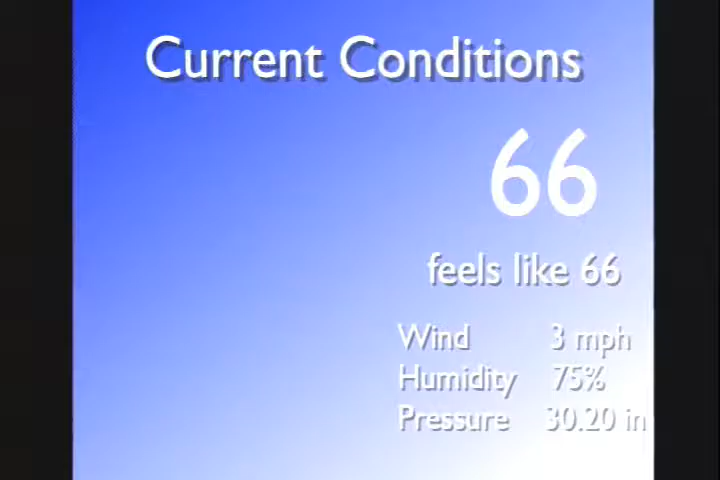 Current Conditions
66
feels like 66
Wind 3 mph
Humidity 75%
Pressure 30.20 in